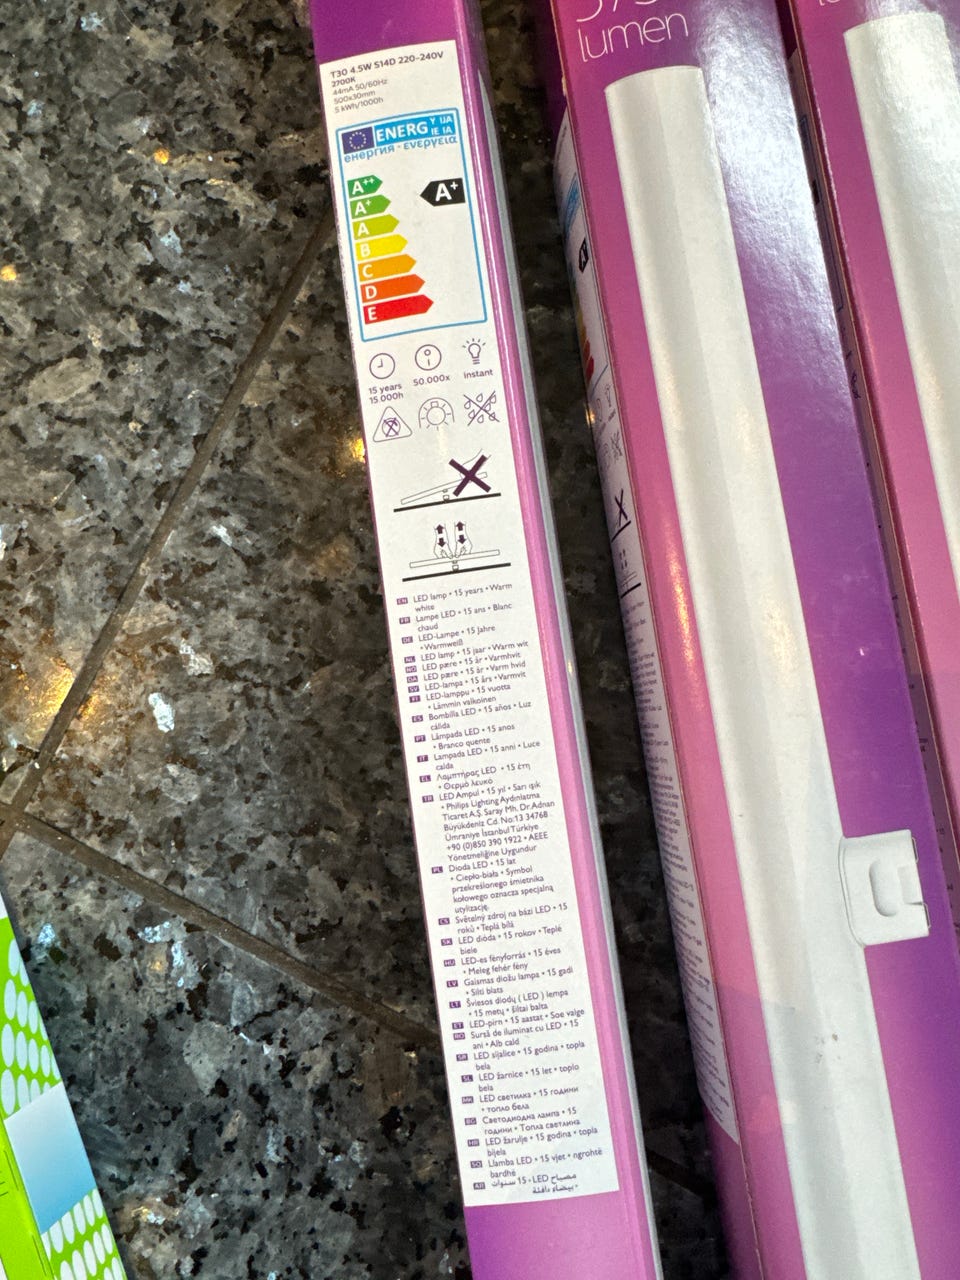 lumen
T30 4.5W S14D 220-240V
2700K
44mA 50/60Hz
500x30mm
5 kWh/1000h
ENERG Y IJA
IE IA
енергия · ενεργεια
A++
A+
A+
A
B
C
D
E
15 years
15.000h
50.000x
instant
EN LED lamp • 15 years • Warm
white
FR Lampe LED • 15 ans • Blanc
chaud
DE LED-Lampe • 15 Jahre
• Warmweiß
NL LED lamp • 15 jaar • Warm wit
NO LED pære • 15 år • Varmhvit
DA LED pære • 15 år • Varm hvid
SV LED-lampa • 15 års • Varmvit
FI LED-lamppu • 15 vuotta
• Lämmin valkoinen
ES Bombilla LED • 15 años • Luz
cálida
PT Lâmpada LED • 15 anos
• Branco quente
IT Lampada LED • 15 anni • Luce
calda
EL Λαμπτήρας LED • 15 έτη
• Θερμό λευκό
TR LED Ampul • 15 yıl • Sarı ışık
• Philips Lighting Aydınlatma
Ticaret A.Ş. Saray Mh. Dr.Adnan
Büyükdeniz Cd. No:13 34768
Ümraniye İstanbul Türkiye
+90 (0)850 390 1922 • AEEE
Yönetmeliğine Uygundur
PL Dioda LED • 15 lat
• Ciepło-biała • Symbol
przekreślonego śmietnika
kołowego oznacza specjalną
utylizację.
CS Světelný zdroj na bázi LED • 15
roků • Teplá bílá
SK LED dióda • 15 rokov • Teplé
biele
HU LED-es fényforrás • 15 éves
• Meleg fehér fény
LV Gaismas diožu lampa • 15 gadi
• Silti balts
LT Šviesos diodų ( LED ) lempa
• 15 metų • šiltai balta
ET LED-pirn • 15 aastat • Soe valge
RO Sursă de iluminat cu LED • 15
ani • Alb cald
SR LED sijalice • 15 godina • topla
bela
SL LED žarnice • 15 let • toplo
bela
MK LED светилка • 15 години
• топло бела
BG Светодиодна лампа • 15
години • Топла светлина
HR LED žarulje • 15 godina • topla
bijela
SQ Llamba LED • 15 vjet • ngrohtë
bardhë
AR مصباح LED • 15 سنوات
• بيضاء دافئة